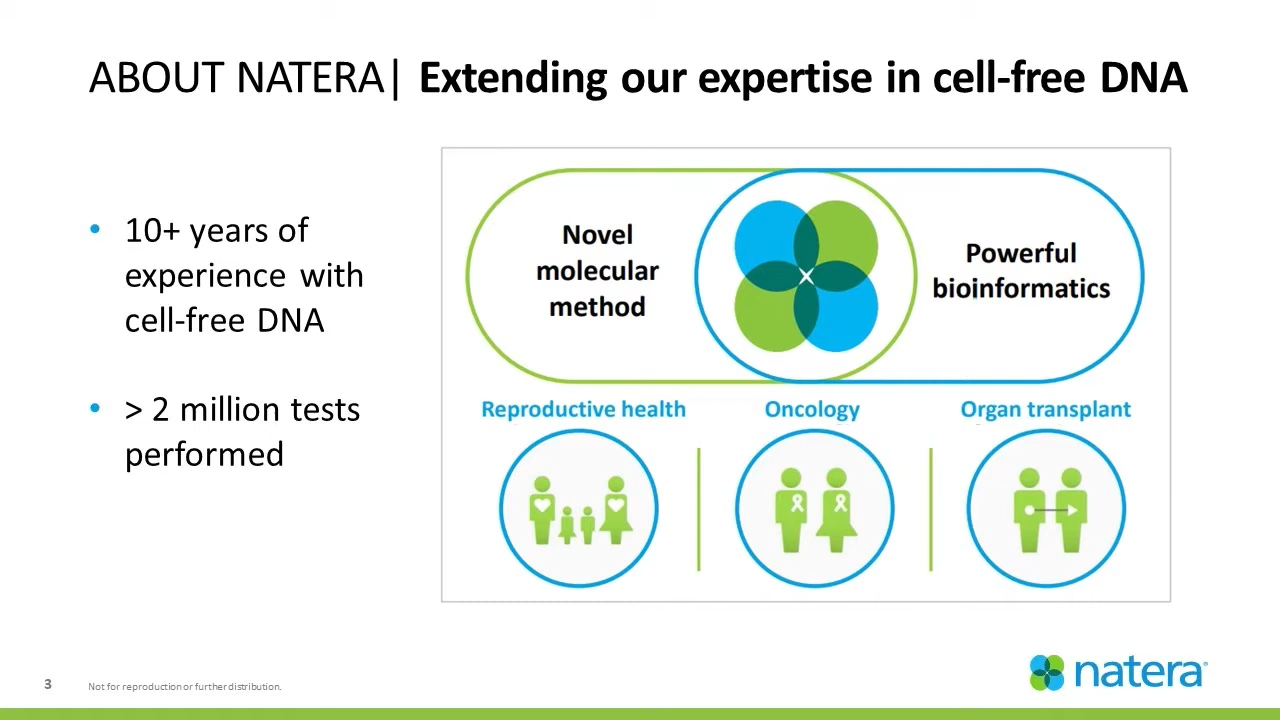 ABOUT NATERA| Extending our expertise in cell-free DNA
• 10+ years of
experience with
cell-free DNA
• > 2 million tests
performed
Novel
molecular
method
Powerful
bioinformatics
Reproductive health
Oncology
Organ transplant
3
Not for reproduction or further distribution.
natera®